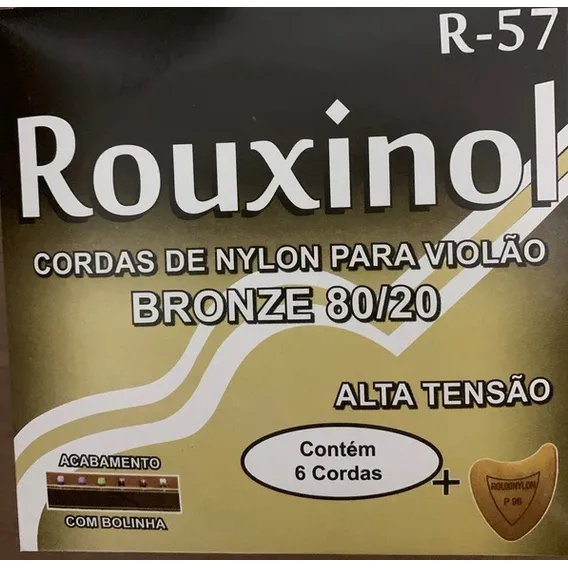 R-57
Rouxinol
CORDAS DE NYLON PARA VIOLÃO
BRONZE 80/20
ALTA TENSÃO
Contém
6 Cordas
+
ACABAMENTO
COM BOLINHA
ROUXINYLON
P 96